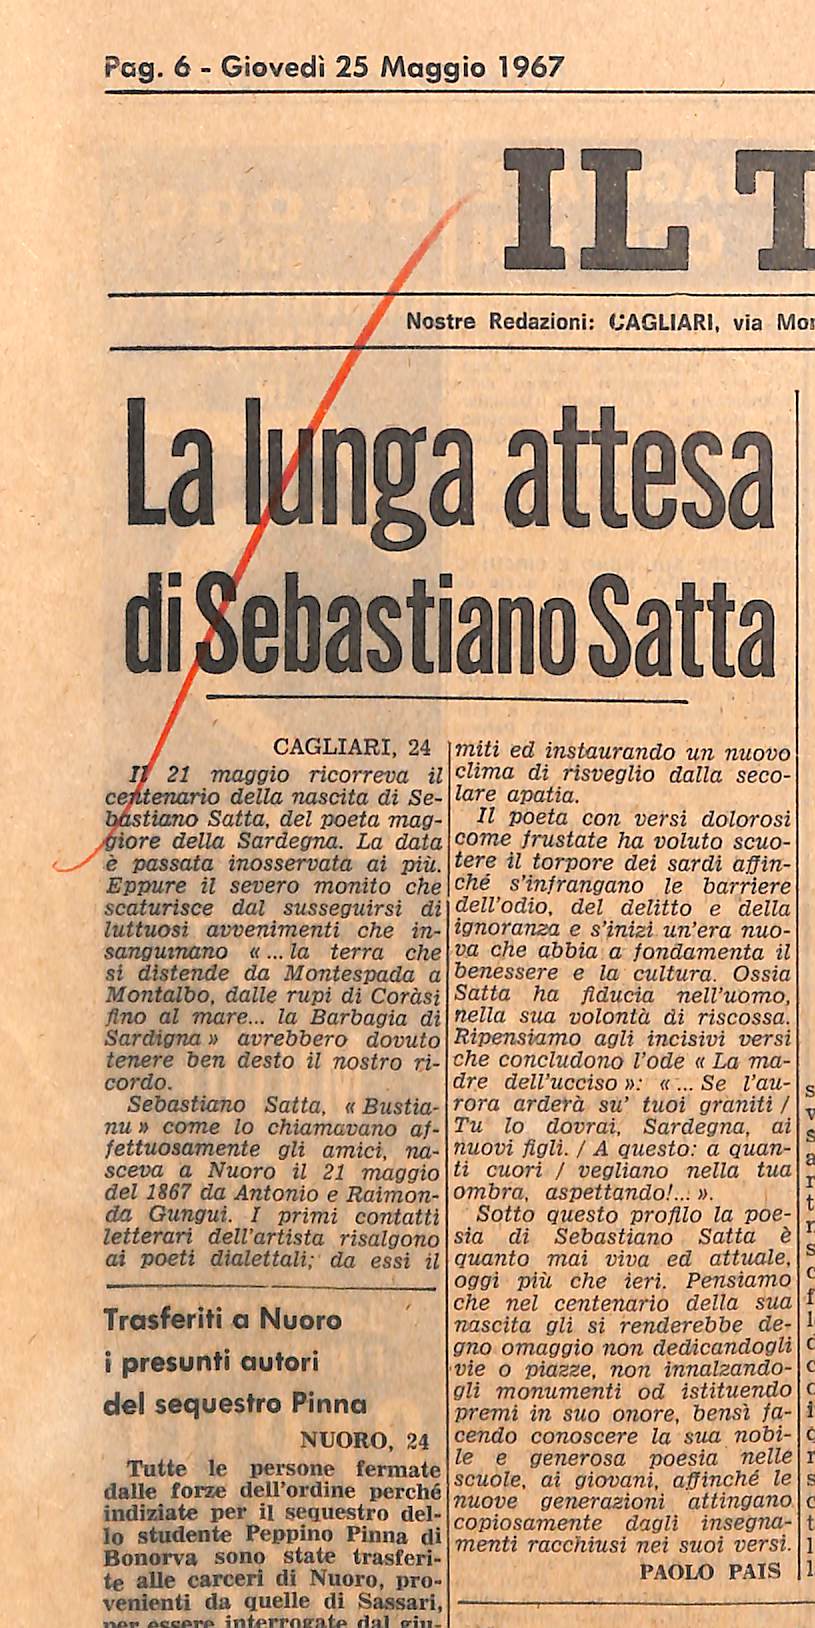 Pag. 6 - Giovedì 25 Maggio 1967
IL T
Nostre Redazioni: CAGLIARI, via Mon
La lunga attesa
di Sebastiano Satta
CAGLIARI, 24
Il 21 maggio ricorreva il
centenario della nascita di Se-
bastiano Satta, del poeta mag-
giore della Sardegna. La data
è passata inosservata ai più.
Eppure il severo monito che
scaturisce dal susseguirsi di
luttuosi avvenimenti che in-
sanguinano «... la terra che
si distende da Montespada a
Montalbo, dalle rupi di Coràsi
fino al mare... la Barbagia di
Sardigna» avrebbero dovuto
tenere ben desto il nostro ri-
cordo.
Sebastiano Satta, «Bustia-
nu» come lo chiamavano af-
fettuosamente gli amici, na-
sceva a Nuoro il 21 maggio
del 1867 da Antonio e Raimon-
da Gungui. I primi contatti
letterari dell'artista risalgono
ai poeti dialettali; da essi il
Trasferiti a Nuoro
i presunti autori
del sequestro Pinna
NUORO, 24
Tutte le persone fermate
dalle forze dell'ordine perché
indiziate per il sequestro del-
lo studente Peppino Pinna di
Bonorva sono state trasferi-
te alle carceri di Nuoro, pro-
venienti da quelle di Sassari,
per essere interrogate dal giu-
miti ed instaurando un nuovo
clima di risveglio dalla seco-
lare apatia.
Il poeta con versi dolorosi
come frustate ha voluto scuo-
tere il torpore dei sardi affin-
ché s'infrangano le barriere
dell'odio, del delitto e della
ignoranza e s'inizi un'era nuo-
va che abbia a fondamenta il
benessere e la cultura. Ossia
Satta ha fiducia nell'uomo,
nella sua volontà di riscossa.
Ripensiamo agli incisivi versi
che concludono l'ode «La ma-
dre dell'ucciso»: «... Se l'au-
rora arderà su' tuoi graniti /
Tu lo dovrai, Sardegna, ai
nuovi figli. / A questo: a quan-
ti cuori / vegliano nella tua
ombra, aspettando!...».
Sotto questo profilo la poe-
sia di Sebastiano Satta è
quanto mai viva ed attuale,
oggi più che ieri. Pensiamo
che nel centenario della sua
nascita gli si renderebbe de-
gno omaggio non dedicandogli
vie o piazze, non innalzando-
gli monumenti od istituendo
premi in suo onore, bensì fa-
cendo conoscere la sua nobi-
le e generosa poesia nelle
scuole, ai giovani, affinché le
nuove generazioni attingano
copiosamente dagli insegna-
menti racchiusi nei suoi versi.
PAOLO PAIS